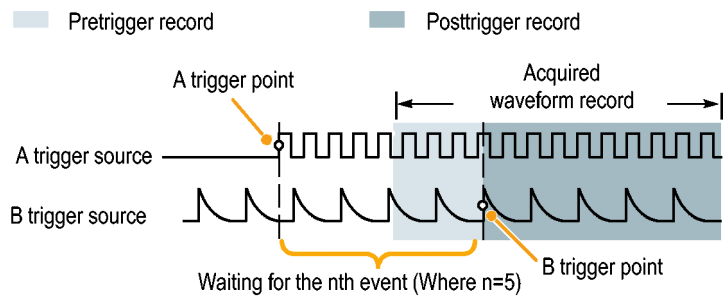 Pretrigger record
Posttrigger record
A trigger point
Acquired
waveform record
A trigger source
B trigger source
B trigger point
Waiting for the nth event (Where n=5)